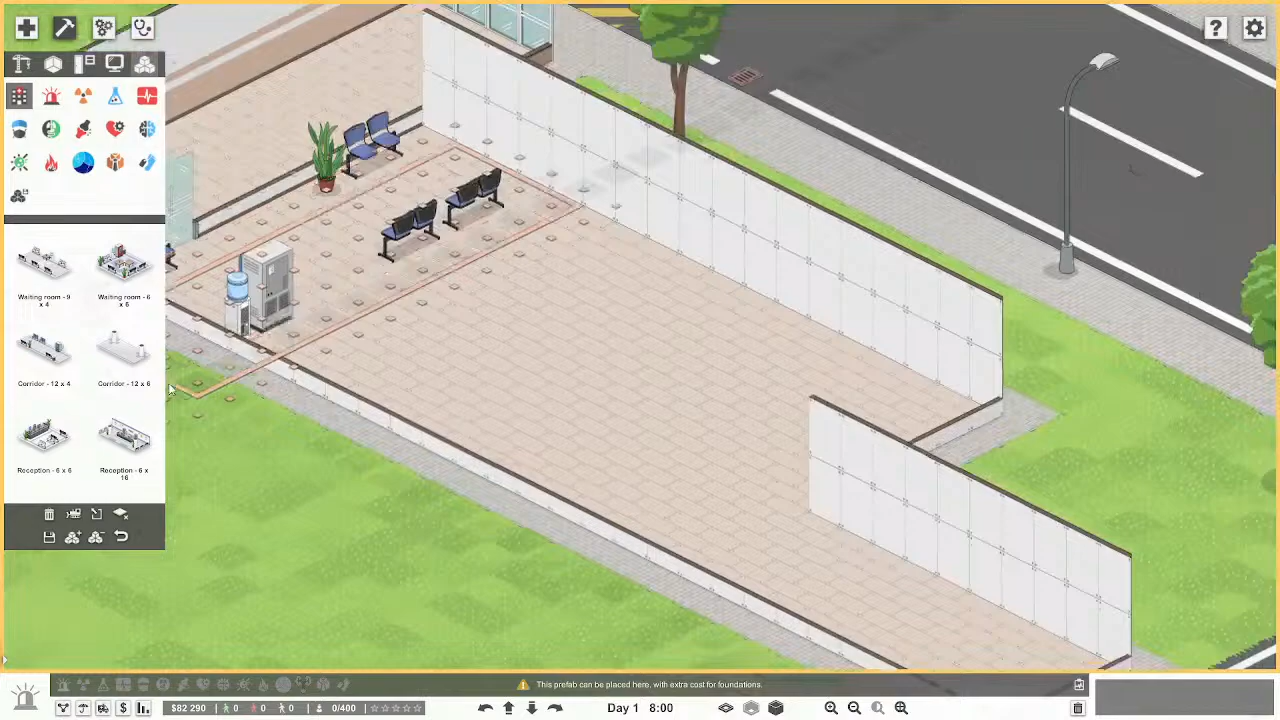 ?
Waiting room - 9 x 4
Waiting room - 6 x 6
Corridor - 12 x 4
Corridor - 12 x 6
Reception - 6 x 6
Reception - 6 x 16
This prefab can be placed here, with extra cost for foundations.
$82 290
0
0
0
0/400
Day 1 8:00